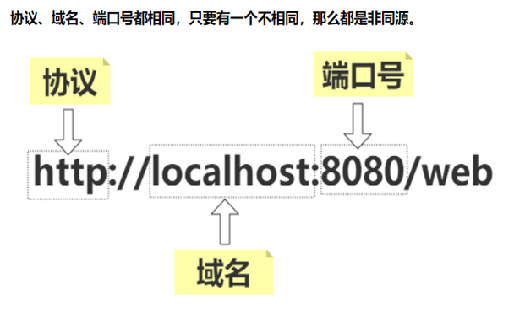 协议、域名、端口号都相同，只要有一个不相同，那么都是非同源。
协议
端口号
http://localhost:8080/web
域名